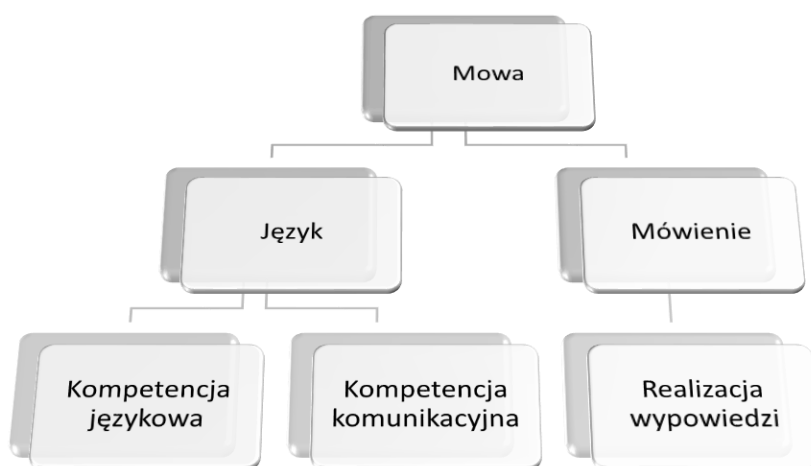 Mowa
Język
Mówienie
Kompetencja
językowa
Kompetencja
komunikacyjna
Realizacja
wypowiedzi